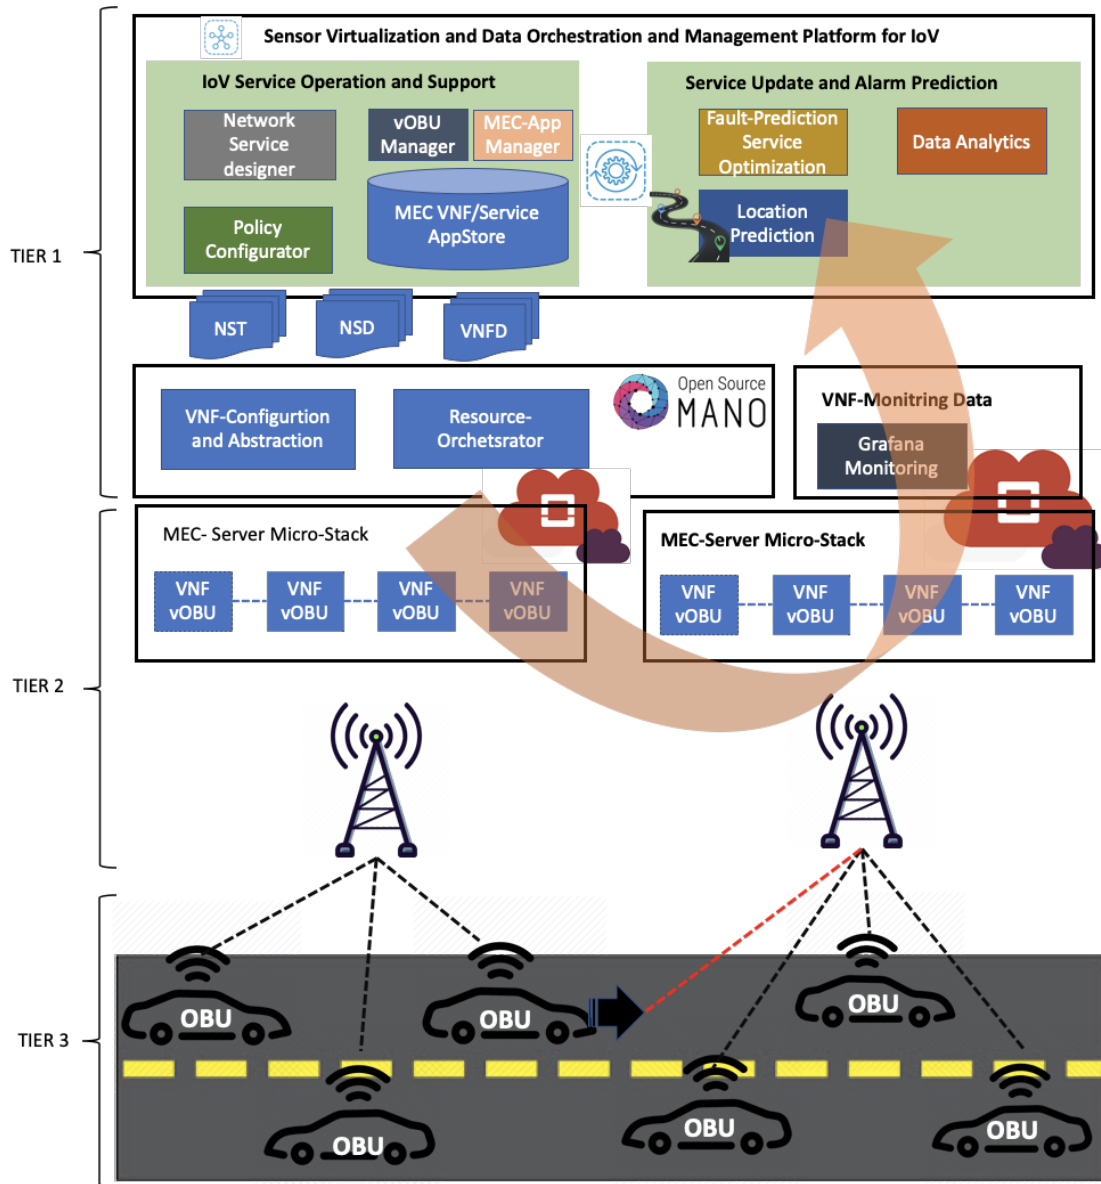 Sensor Virtualization and Data Orchestration and Management Platform for IoV
IoV Service Operation and Support
Network
Service
designer
vOBU
Manager
MEC-App
Manager
Policy
Configurator
MEC VNF/Service
AppStore
Service Update and Alarm Prediction
Fault-Prediction
Service
Optimization
Data Analytics
Location
Prediction
TIER 1
NST
NSD
VNFD
VNF-Configurtion
and Abstraction
Resource-
Orchetsrator
Open Source
MANO
VNF-Monitring Data
Grafana
Monitoring
MEC- Server Micro-Stack
VNF
vOBU
VNF
vOBU
VNF
vOBU
VNF
vOBU
MEC-Server Micro-Stack
VNF
vOBU
VNF
vOBU
VNF
vOBU
VNF
vOBU
TIER 2
TIER 3
OBU
OBU
OBU
OBU
OBU
OBU